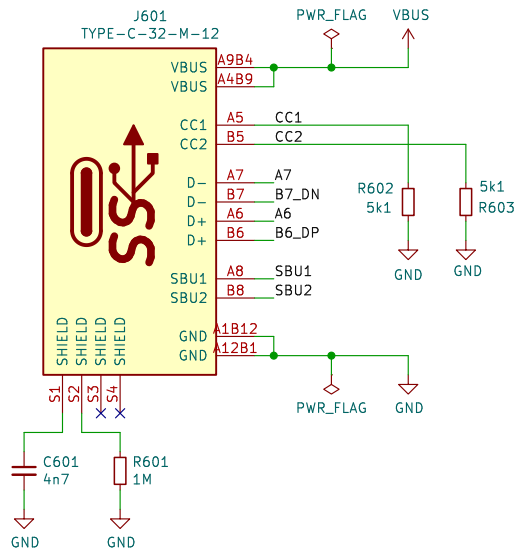 J601
TYPE-C-32-M-12
PWR_FLAG
VBUS
VBUS A9B4
VBUS A4B9
CC1 A5 CC1
CC2 B5 CC2
D- A7 A7
D- B7 B7_DN
D+ A6 A6
D+ B6 B6_DP
SBU1 A8 SBU1
SBU2 B8 SBU2
GND A1B12
GND A12B1
R602
5k1
GND
5k1
R603
GND
SS
SHIELD SHIELD SHIELD SHIELD
S1 S2 S3 S4
PWR_FLAG
GND
C601
4n7
GND
R601
1M
GND